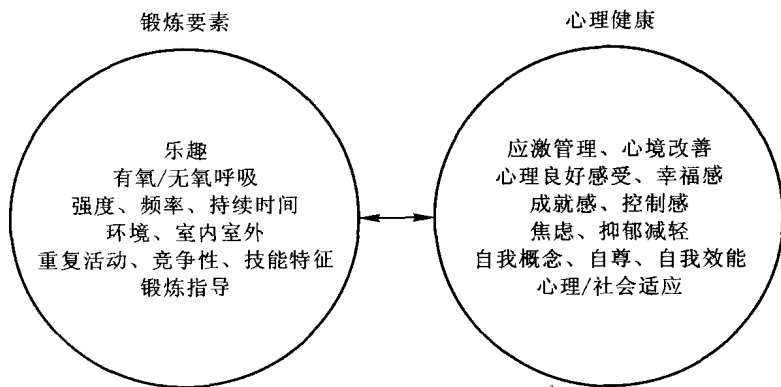 锻炼要素
心理健康
乐趣
有氧/无氧呼吸
强度、频率、持续时间
环境、室内室外
重复活动、竞争性、技能特征
锻炼指导
应激管理、心境改善
心理良好感受、幸福感
成就感、控制感
焦虑、抑郁减轻
自我概念、自尊、自我效能
心理/社会适应